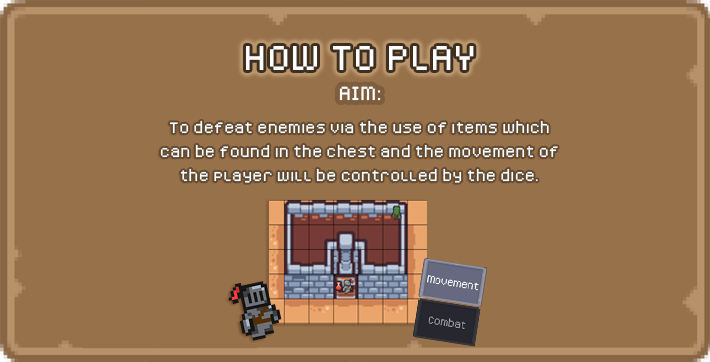 HOW TO PLAY
AIM:
To defeat enemies via the use of items which
can be found in the chest and the movement of
the player will be controlled by the dice.
Movement
Combat